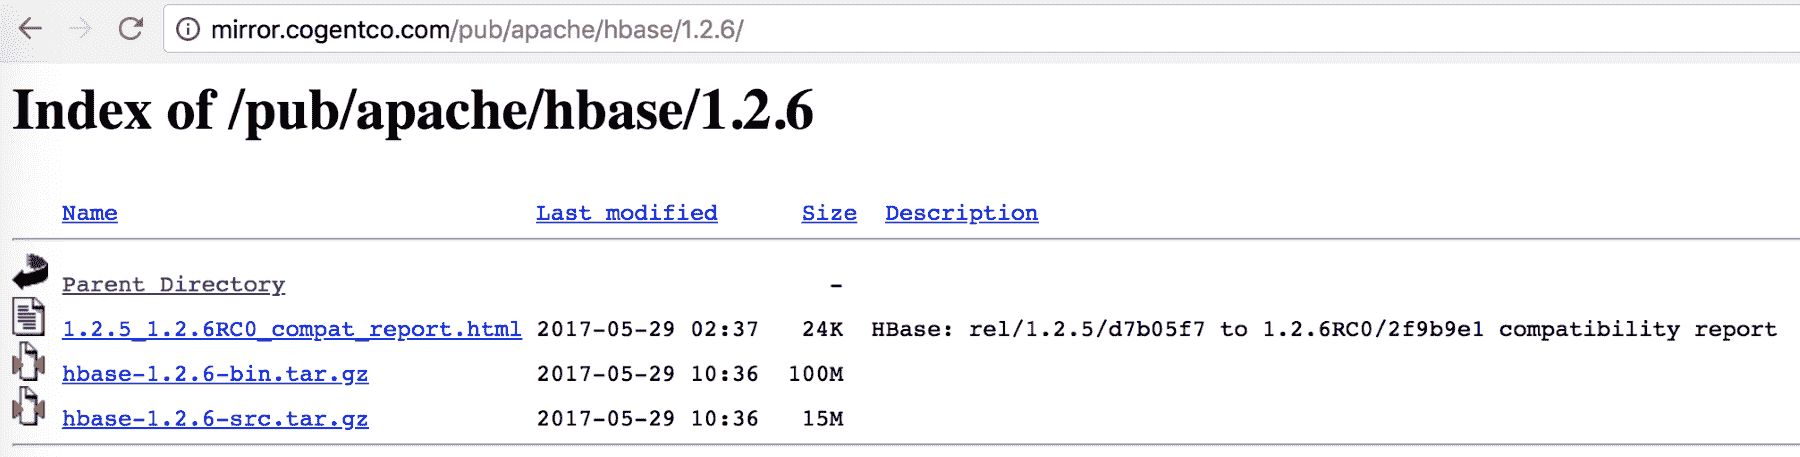 mirror.cogentco.com/pub/apache/hbase/1.2.6/
Index of /pub/apache/hbase/1.2.6
Name Last modified Size Description
Parent Directory -
1.2.5_1.2.6RC0_compat_report.html 2017-05-29 02:37 24K HBase: rel/1.2.5/d7b05f7 to 1.2.6RC0/2f9b9e1 compatibility report
hbase-1.2.6-bin.tar.gz 2017-05-29 10:36 100M
hbase-1.2.6-src.tar.gz 2017-05-29 10:36 15M